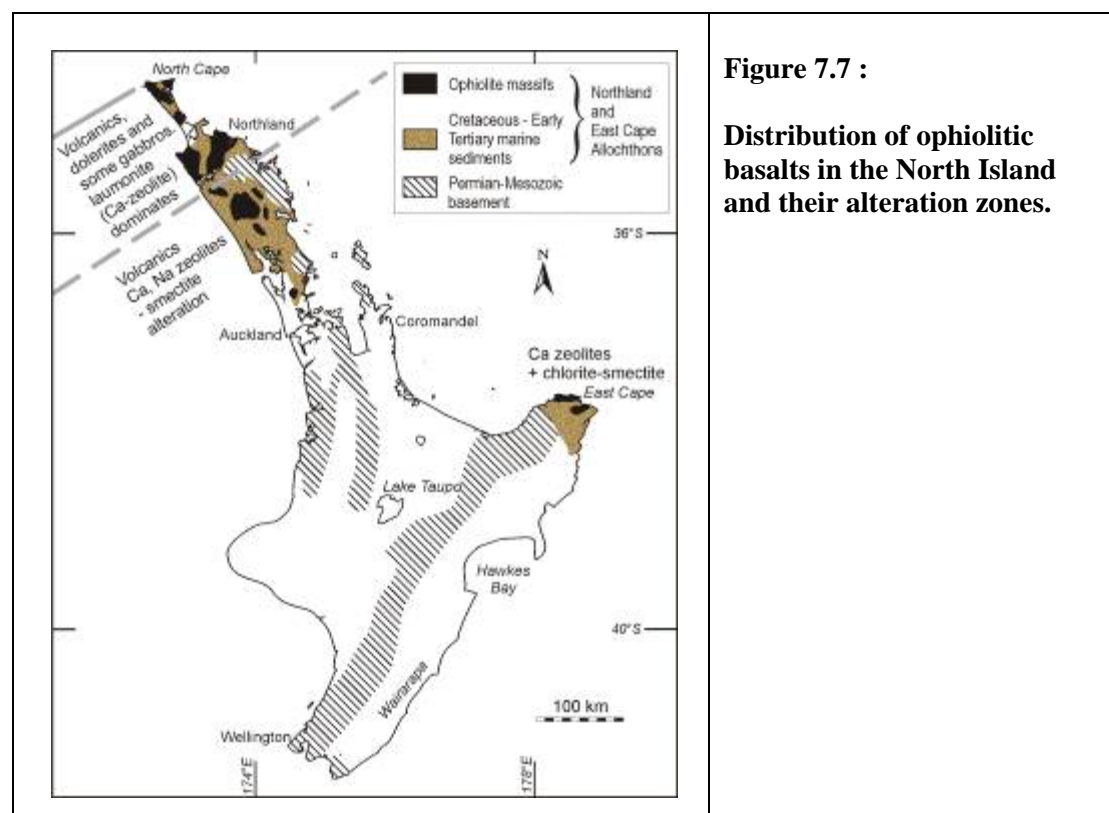 North Cape
Northland
Volcanics,
dolerites and
some gabbros.
laumonite
(Ca-zeolite)
dominates
Volcanics
Ca, Na zeolites
- smectite
alteration
Ophiolite massifs
Cretaceous - Early
Tertiary marine
sediments
Permian-Mesozoic
basement
Northland
and
East Cape
Allochthons
36°S
N
Auckland
Coromandel
Ca zeolites
+ chlorite-smectite
East Cape
Lake Taupo
Hawkes
Bay
40°S
Wairarapa
100 km
Wellington
174°E
178°E
Figure 7.7 :
Distribution of ophiolitic
basalts in the North Island
and their alteration zones.